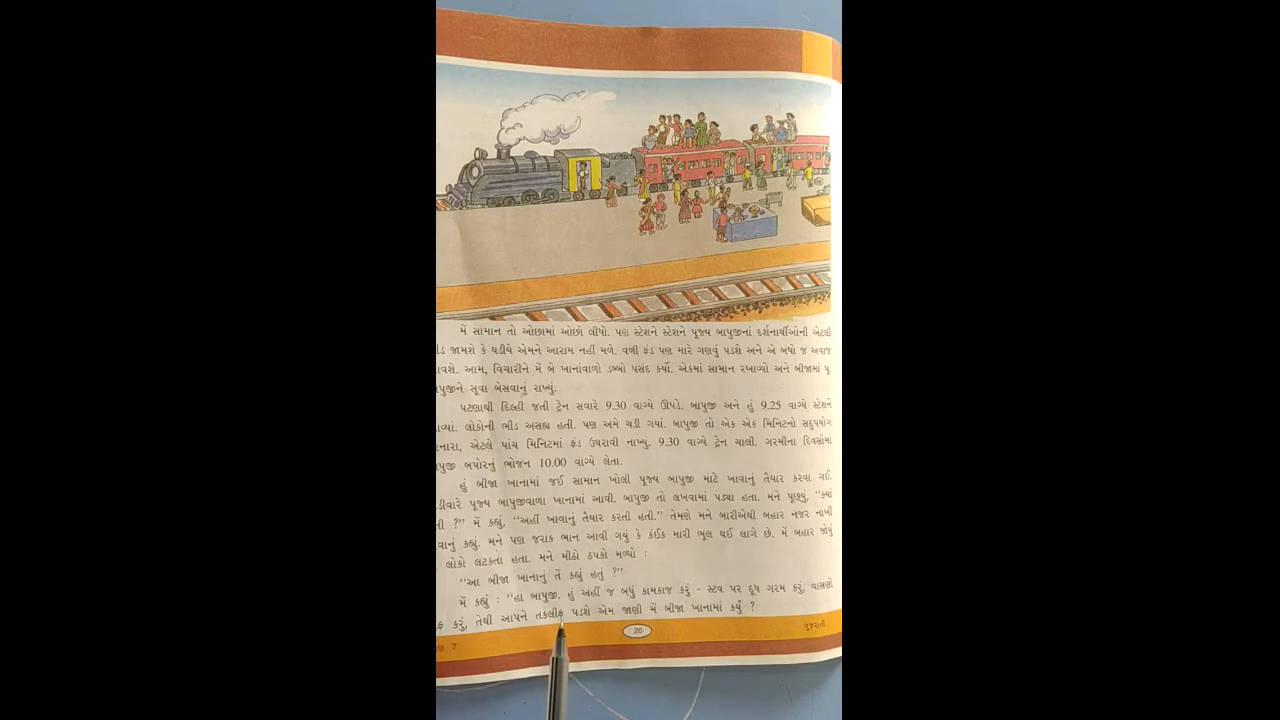 મેં સામાન તો ઓછામાં ઓછો લીધો. પણ સ્ટેશને સ્ટેશને પૂજ્ય બાપુજીનાં દર્શનાર્થીઓની એટલી
જામશે કે ઘડીયે એમને આરામ નહીં મળે. વળી ફંડ પણ મારે ગણવું પડશે અને એ બધો જ અવાજ
આમ, વિચારીને મેં બે ખાનાંવાળો ડબ્બો પસંદ કર્યો. એકમાં સામાન રખાવ્યો અને બીજામાં પૂ.
સૂવા બેસવાનું રાખ્યું.
પટણાથી દિલ્હી જતી ટ્રેન સવારે 9.30 વાગ્યે ઊપડે. બાપુજી અને હું 9.25 વાગ્યે સ્ટેશને
લોકોની ભીડ અસહ્ય હતી. પણ અમે ચડી ગયાં. બાપુજી તો એક એક મિનિટનો સદુપયોગ
એટલે પાંચ મિનિટમાં ફંડ ઉઘરાવી નાખ્યું. 9.30 વાગ્યે ટ્રેન ચાલી. ગરમીના દિવસોમાં
બપોરનું ભોજન 10.00 વાગ્યે લેતા.
હું બીજા ખાનામાં જઈ સામાન ખોલી પૂજ્ય બાપુજી માટે ખાવાનું તૈયાર કરવા ગઈ.
પૂજ્ય બાપુજીવાળા ખાનામાં આવી. બાપુજી તો લખવામાં પડ્યા હતા. મને પૂછ્યું, “ક્યાં
?” મેં કહ્યું, “અહીં ખાવાનું તૈયાર કરતી હતી.” તેમણે મને બારીએથી બહાર નજર નાખી
કહ્યું. મને પણ જરાક ભાન આવી ગયું કે કંઈક મારી ભૂલ થઈ લાગે છે. મેં બહાર જોયું
લોકો લટકતા હતા. મને મીઠો ઠપકો મળ્યો :
“આ બીજા ખાનાનું તેં કહ્યું હતું ?”
મેં કહ્યું : “હા બાપુજી. હું અહીં જ બધું કામકાજ કરું - સ્ટવ પર દૂધ ગરમ કરું, વાસણો
કરું, તેથી આપને તકલીફ પડશે એમ જાણી મેં બીજા ખાનામાં કર્યું ?
7
20
ગુજરાતી